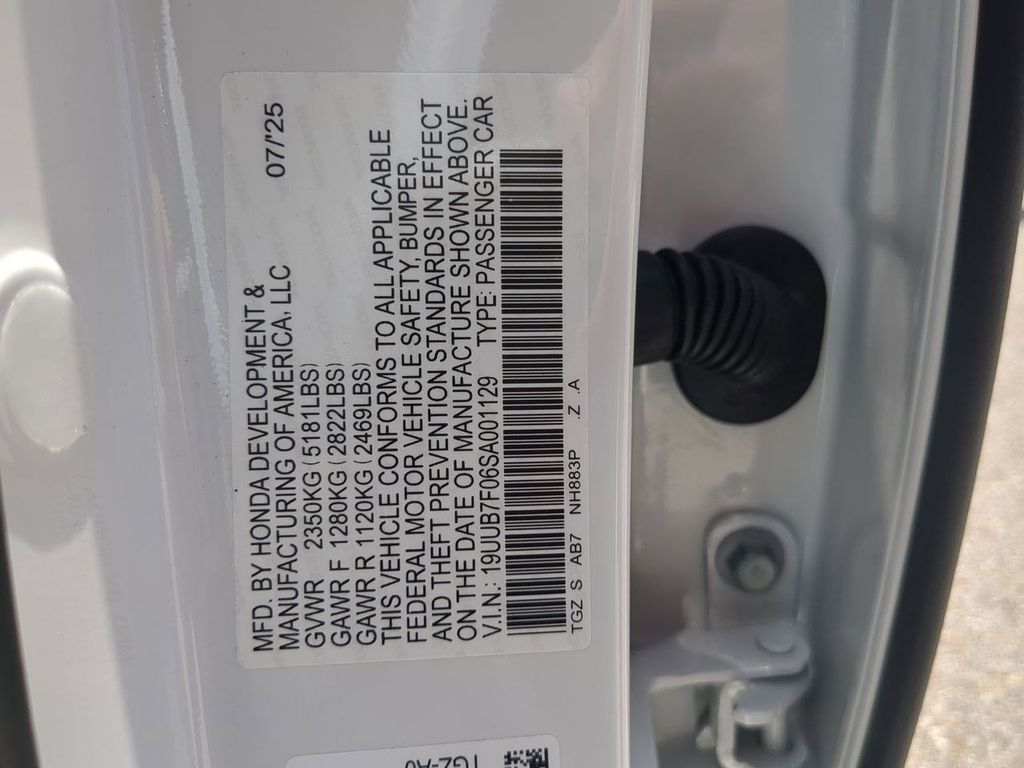 MFD. BY HONDA DEVELOPMENT &
MANUFACTURING OF AMERICA, LLC 07/'25
GVWR 2350KG (5181LBS)
GAWR F 1280KG (2822LBS)
GAWR R 1120KG (2469LBS)
THIS VEHICLE CONFORMS TO ALL APPLICABLE
FEDERAL MOTOR VEHICLE SAFETY, BUMPER,
AND THEFT PREVENTION STANDARDS IN EFFECT
ON THE DATE OF MANUFACTURE SHOWN ABOVE.
V.I.N.: 19UUB7F06SA001129 TYPE: PASSENGER CAR
TGZ S AB7 NH883P .Z .A